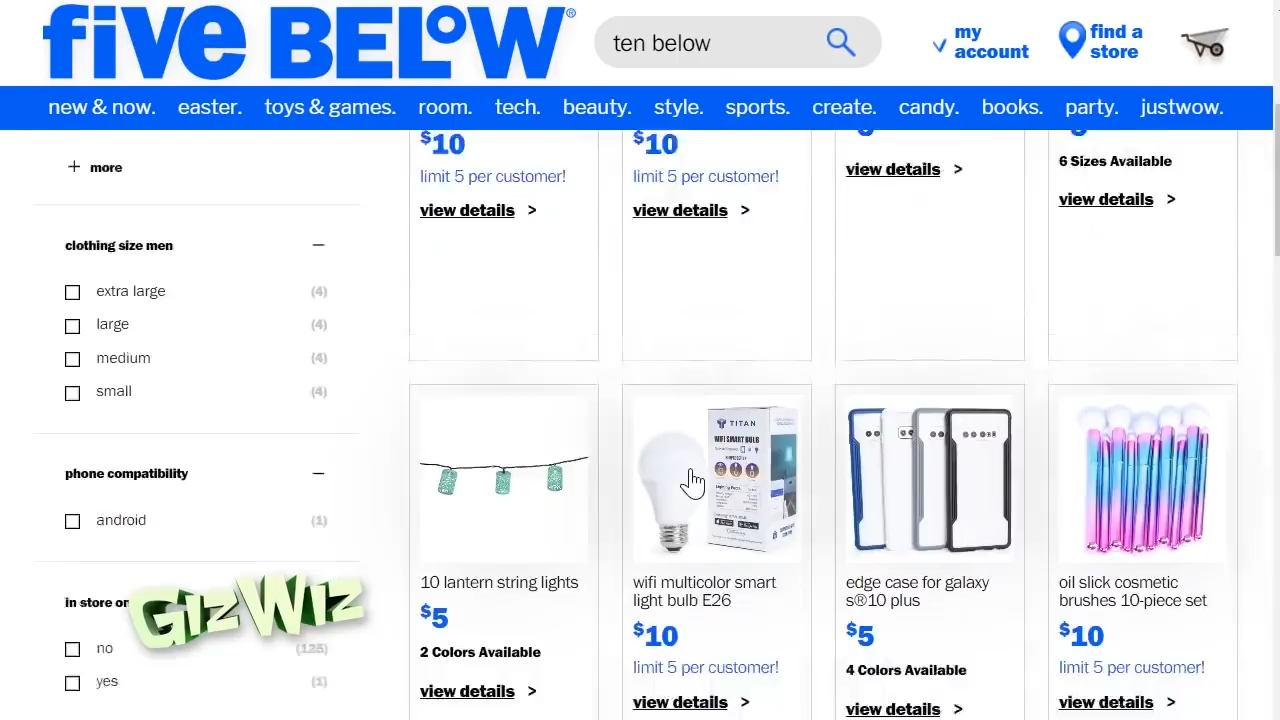 five BELOW®
ten below
my account
find a store
new & now. easter. toys & games. room. tech. beauty. style. sports. create. candy. books. party. justwow.
+ more
clothing size men
extra large (4)
large (4)
medium (4)
small (4)
phone compatibility
android (1)
in store on
no (125)
yes (1)
GizWiz
$10
limit 5 per customer!
view details >
$10
limit 5 per customer!
view details >
view details >
6 Sizes Available
view details >
10 lantern string lights
$5
2 Colors Available
view details >
TITAN
WIFI SMART BULB
wifi multicolor smart
light bulb E26
$10
limit 5 per customer!
view details >
edge case for galaxy
s®10 plus
$5
4 Colors Available
view details >
oil slick cosmetic
brushes 10-piece set
$10
limit 5 per customer!
view details >